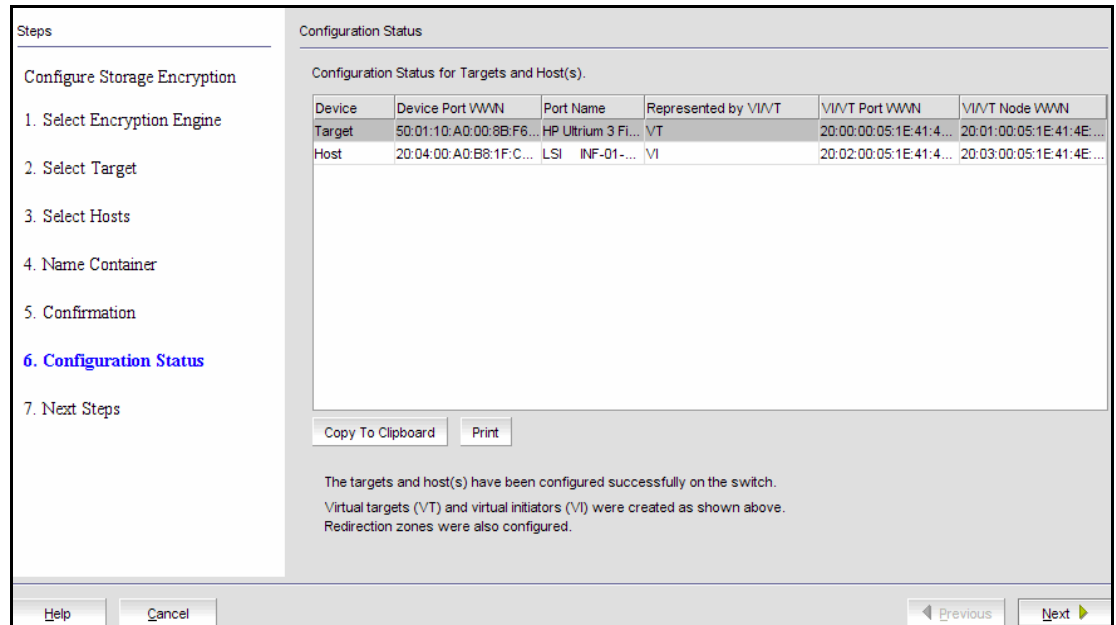 Steps
Configure Storage Encryption
1. Select Encryption Engine
2. Select Target
3. Select Hosts
4. Name Container
5. Confirmation
6. Configuration Status
7. Next Steps
Configuration Status
Configuration Status for Targets and Host(s).
Device Device Port WWN Port Name Represented by VI/VT VI/VT Port WWN VI/VT Node WWN
Target 50:01:10:A0:00:8B:F6... HP Ultrium 3 Fi... VT 20:00:00:05:1E:41:4... 20:01:00:05:1E:41:4E:...
Host 20:04:00:A0:B8:1F:C... LSI INF-01-... VI 20:02:00:05:1E:41:4... 20:03:00:05:1E:41:4E:...
Copy To Clipboard Print
The targets and host(s) have been configured successfully on the switch.
Virtual targets (VT) and virtual initiators (VI) were created as shown above.
Redirection zones were also configured.
Help Cancel Previous Next